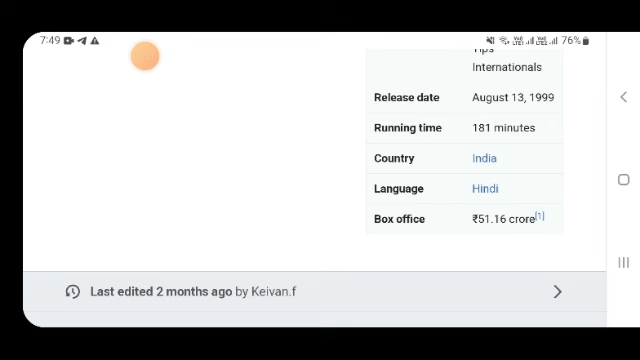 7:49 76%
Tips
Internationals
Release date August 13, 1999
Running time 181 minutes
Country India
Language Hindi
Box office ₹51.16 crore[1]
Last edited 2 months ago by Keivan.f